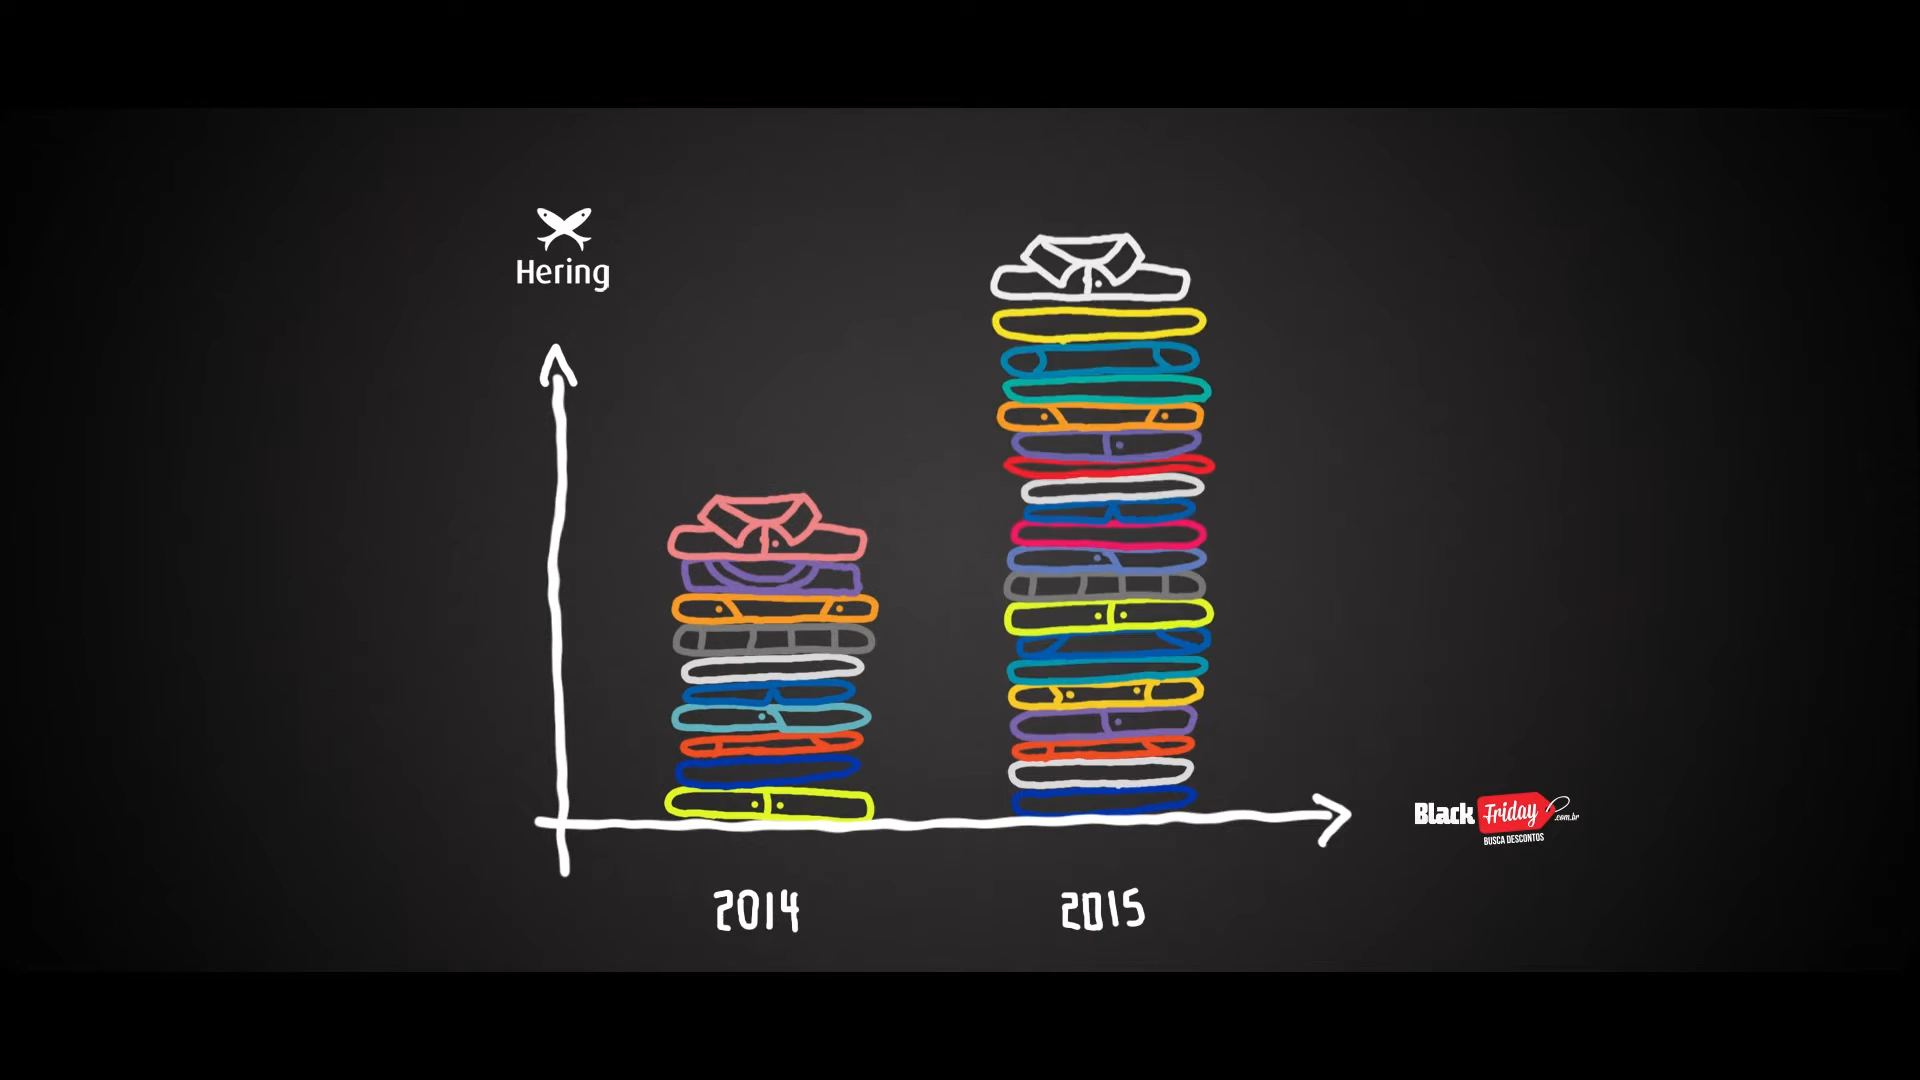 Hering
Black Friday .com.br
BUSCA DESCONTOS
2014
2015